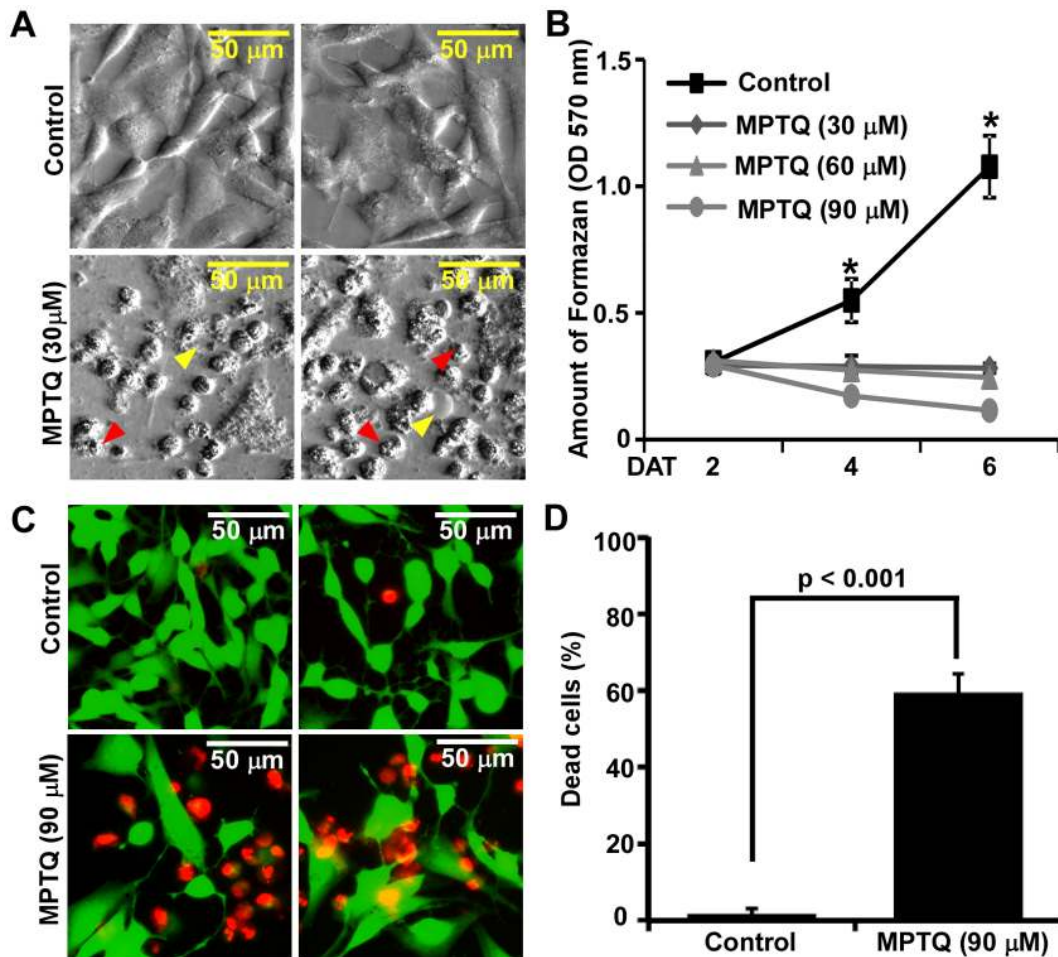 A
50 μm
50 μm
Control
50 μm
50 μm
MPTQ (30μM)
B
Amount of Formazan (OD 570 nm)
1.5
1.0
0.5
0
Control
MPTQ (30 μM)
MPTQ (60 μM)
MPTQ (90 μM)
*
*
DAT 2 4 6
C
50 μm
50 μm
Control
50 μm
50 μm
MPTQ (90 μM)
D
Dead cells (%)
100
80
60
40
20
0
p < 0.001
Control
MPTQ (90 μM)